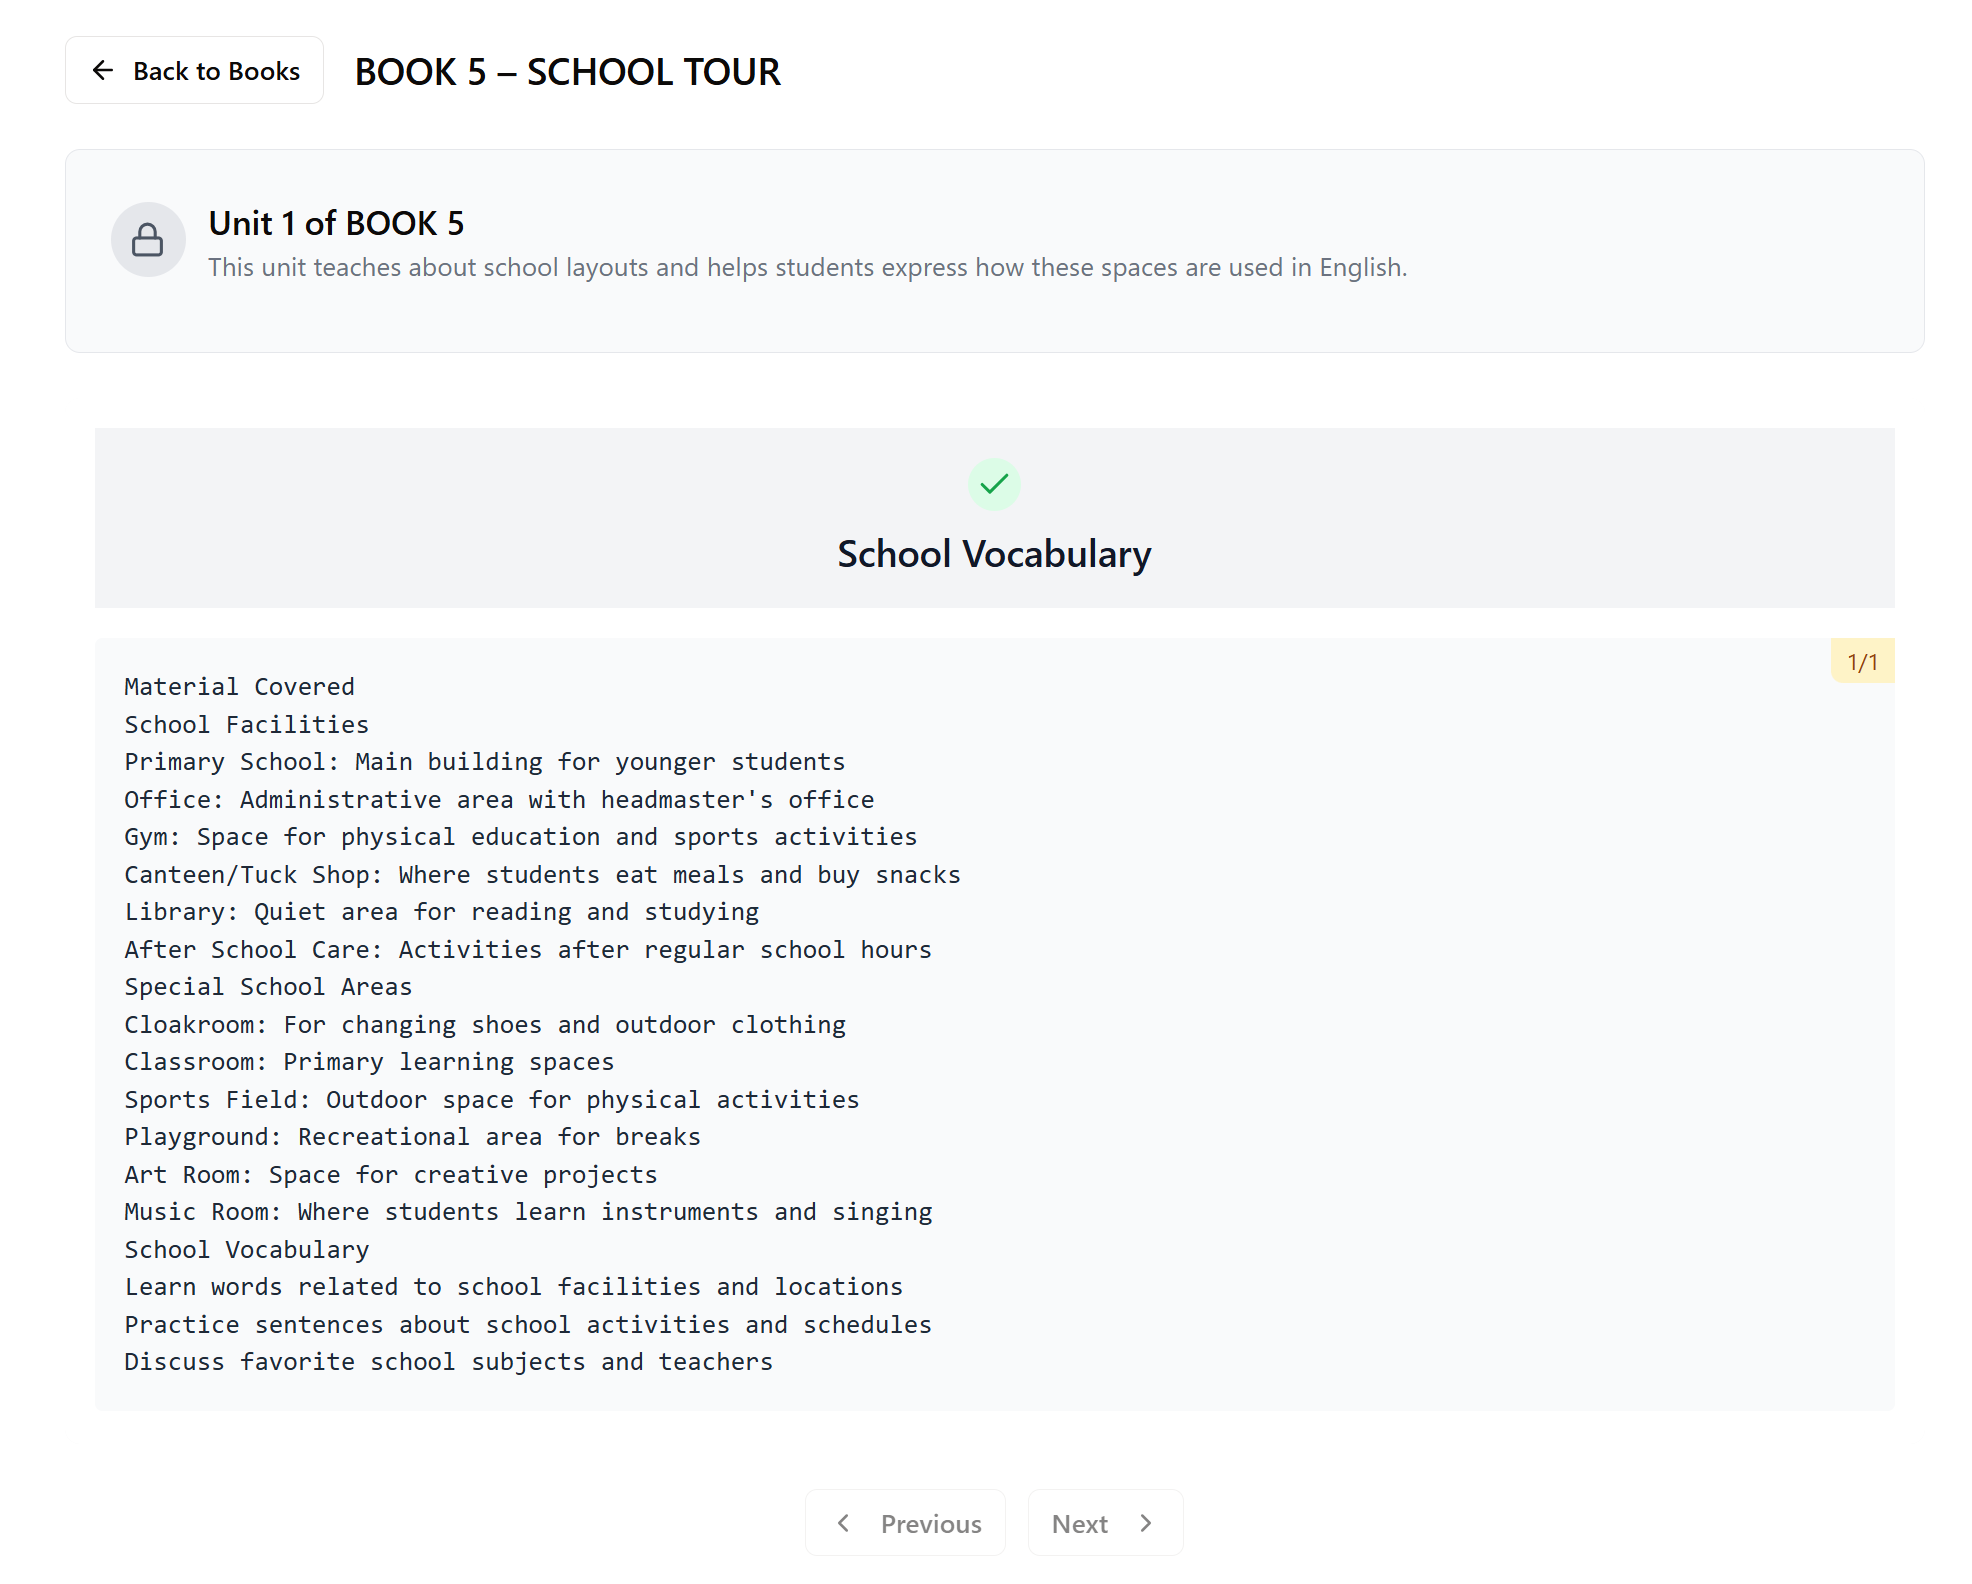 Back to Books
BOOK 5 – SCHOOL TOUR
Unit 1 of BOOK 5
This unit teaches about school layouts and helps students express how these spaces are used in English.
School Vocabulary
1/1
Material Covered
School Facilities
Primary School: Main building for younger students
Office: Administrative area with headmaster's office
Gym: Space for physical education and sports activities
Canteen/Tuck Shop: Where students eat meals and buy snacks
Library: Quiet area for reading and studying
After School Care: Activities after regular school hours
Special School Areas
Cloakroom: For changing shoes and outdoor clothing
Classroom: Primary learning spaces
Sports Field: Outdoor space for physical activities
Playground: Recreational area for breaks
Art Room: Space for creative projects
Music Room: Where students learn instruments and singing
School Vocabulary
Learn words related to school facilities and locations
Practice sentences about school activities and schedules
Discuss favorite school subjects and teachers
Previous
Next